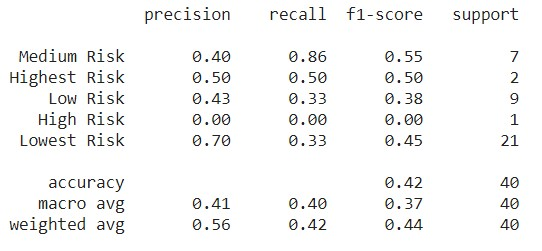 precision recall f1-score support
Medium Risk 0.40 0.86 0.55 7
Highest Risk 0.50 0.50 0.50 2
Low Risk 0.43 0.33 0.38 9
High Risk 0.00 0.00 0.00 1
Lowest Risk 0.70 0.33 0.45 21
accuracy 0.42 40
macro avg 0.41 0.40 0.37 40
weighted avg 0.56 0.42 0.44 40